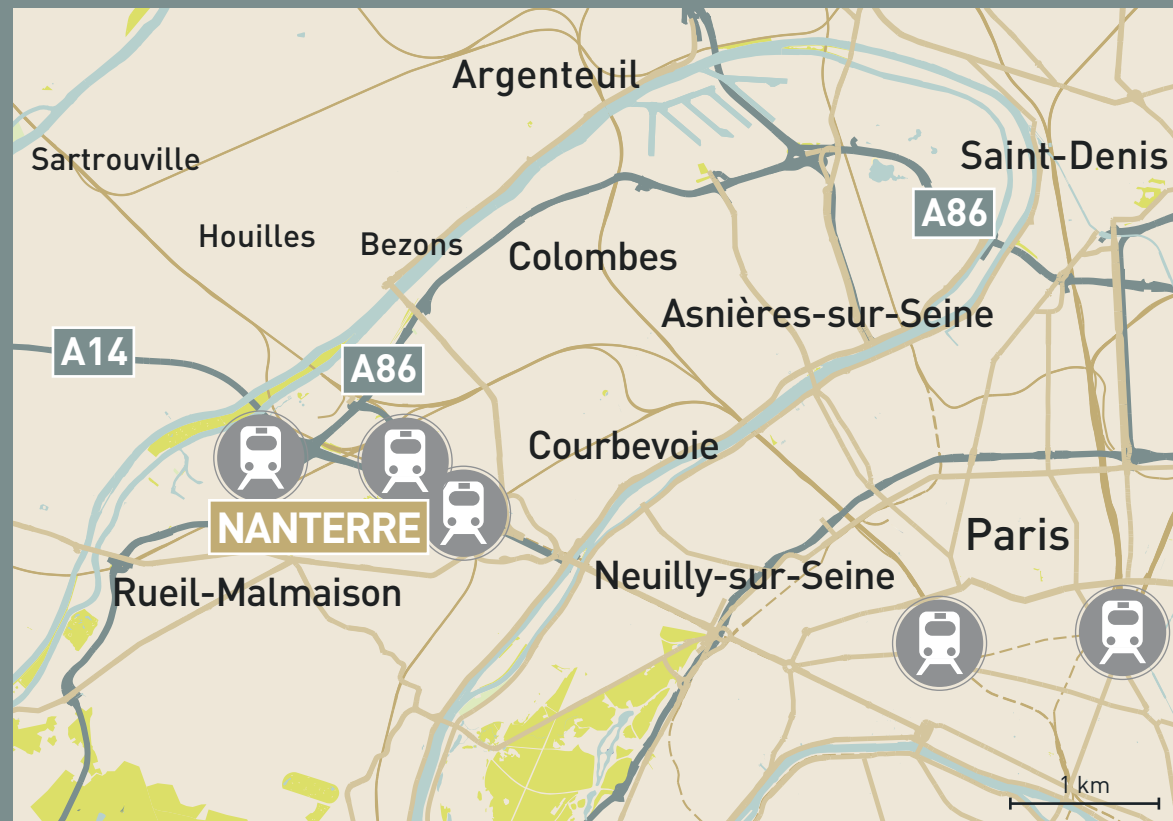 Argenteuil
Sartrouville
Saint-Denis
A86
Houilles
Bezons
Colombes
Asnières-sur-Seine
A14
A86
Courbevoie
NANTERRE
Paris
Neuilly-sur-Seine
Rueil-Malmaison
1 km